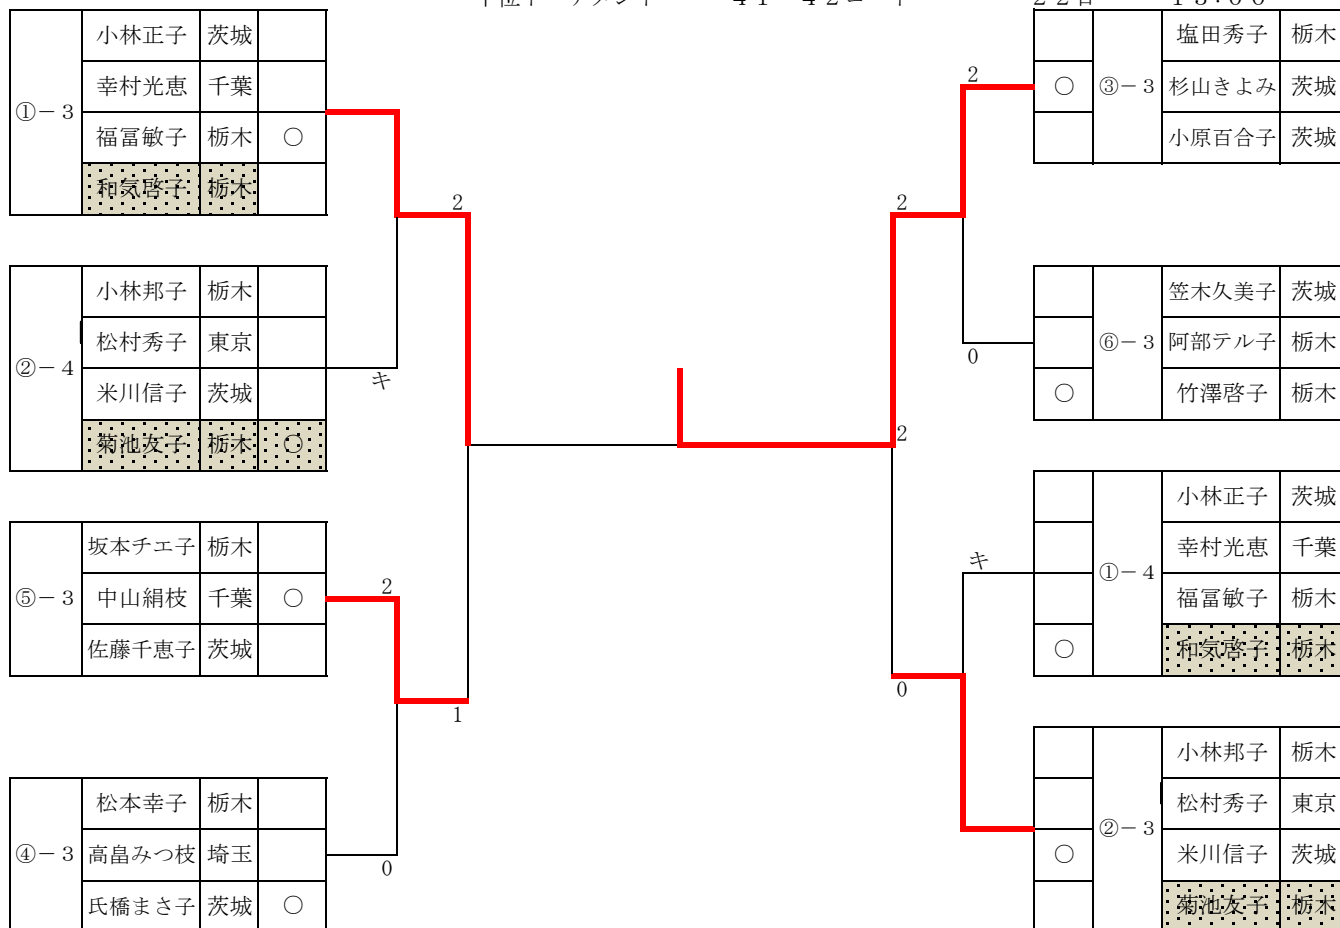 小林正子 茨城
幸村光恵 千葉
①－3
福冨敏子 栃木 ○
和気啓子 栃木
2
小林邦子 栃木
松村秀子 東京
②－4
キ
米川信子 茨城
菊池友子 栃木 ○
坂本チエ子 栃木
⑤－3 中山絹枝 千葉 ○
2
佐藤千恵子 茨城
1
松本幸子 栃木
④－3 高畠みつ枝 埼玉
0
氏橋まさ子 茨城 ○
塩田秀子 栃木
2
○ ③－3 杉山きよみ 茨城
小原百合子 茨城
2
笠木久美子 茨城
⑥－3 阿部テル子 栃木
0
○ 竹澤啓子 栃木
2
小林正子 茨城
幸村光恵 千葉
キ
①－4
福冨敏子 栃木
○ 和気啓子 栃木
0
小林邦子 栃木
松村秀子 東京
②－3
○ 米川信子 茨城
菊池友子 栃木